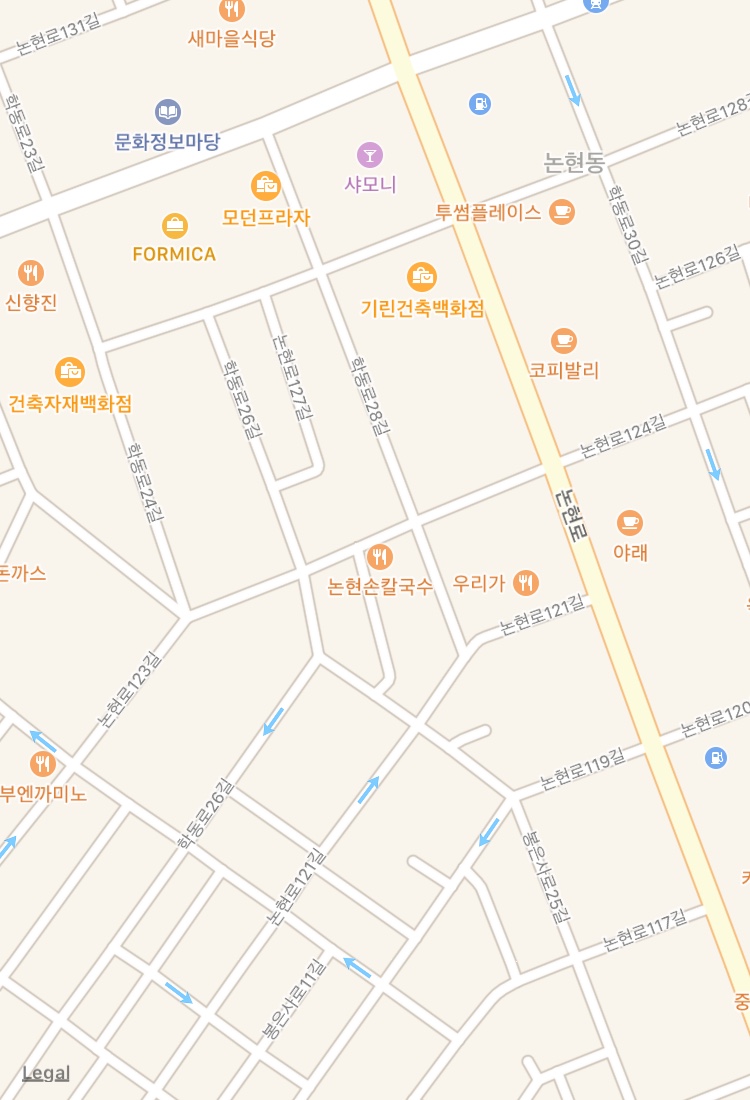 새마을식당
논현로131길
학동로23길
문화정보마당
논현로128길
논현동
샤모니
모던프라자
투썸플레이스
학동로30길
FORMICA
논현로126길
신향진
기린건축백화점
코피발리
논현로127길
학동로26길
학동로28길
건축자재백화점
논현로124길
학동로24길
논현로
야래
돈까스
논현손칼국수
우리가
논현로121길
논현로123길
논현로120
논현로119길
부엔까미노
학동로26길
봉은사로25길
논현로121길
논현로117길
봉은사로11길
중
Legal